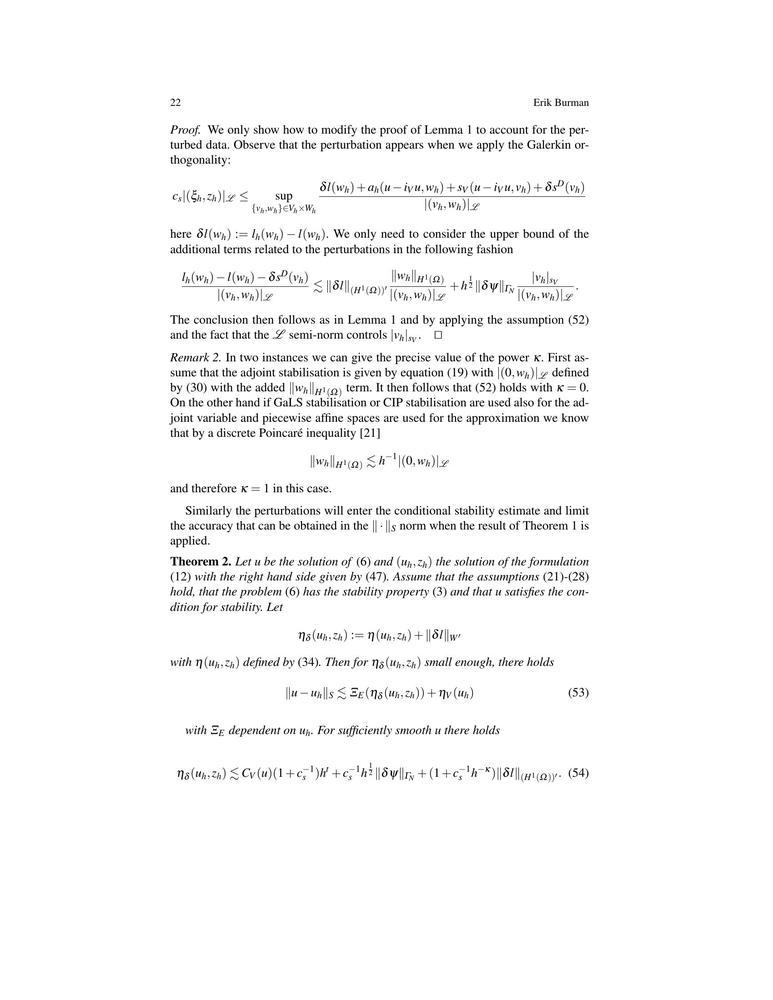 22 Erik Burman
Proof. We only show how to modify the proof of Lemma 1 to account for the per-
turbed data. Observe that the perturbation appears when we apply the Galerkin or-
thogonality:
$c_s|(\xi_h, z_h)|_{\mathscr{L}} \leq \sup_{\{v_h,w_h\}\in V_h\times W_h} \frac{\delta l(w_h) + a_h(u - i_V u, w_h) + s_V(u - i_V u, v_h) + \delta s^D(v_h)}{|(v_h, w_h)|_{\mathscr{L}}}$
here $\delta l(w_h) := l_h(w_h) - l(w_h)$. We only need to consider the upper bound of the
additional terms related to the perturbations in the following fashion
$\frac{l_h(w_h) - l(w_h) - \delta s^D(v_h)}{|(v_h, w_h)|_{\mathscr{L}}} \lesssim \|\delta l\|_{(H^1(\Omega))'} \frac{\|w_h\|_{H^1(\Omega)}}{|(v_h, w_h)|_{\mathscr{L}}} + h^{\frac{1}{2}} \|\delta\psi\|_{\Gamma_N} \frac{|v_h|_{s_V}}{|(v_h, w_h)|_{\mathscr{L}}}.$
The conclusion then follows as in Lemma 1 and by applying the assumption (52)
and the fact that the $\mathscr{L}$ semi-norm controls $|v_h|_{s_V}$. □
Remark 2. In two instances we can give the precise value of the power $\kappa$. First as-
sume that the adjoint stabilisation is given by equation (19) with $|(0, w_h)|_{\mathscr{L}}$ defined
by (30) with the added $\|w_h\|_{H^1(\Omega)}$ term. It then follows that (52) holds with $\kappa = 0$.
On the other hand if GaLS stabilisation or CIP stabilisation are used also for the ad-
joint variable and piecewise affine spaces are used for the approximation we know
that by a discrete Poincaré inequality [21]
$\|w_h\|_{H^1(\Omega)} \lesssim h^{-1}|(0, w_h)|_{\mathscr{L}}$
and therefore $\kappa = 1$ in this case.
Similarly the perturbations will enter the conditional stability estimate and limit
the accuracy that can be obtained in the $\|\cdot\|_S$ norm when the result of Theorem 1 is
applied.
Theorem 2. Let u be the solution of (6) and $(u_h, z_h)$ the solution of the formulation
(12) with the right hand side given by (47). Assume that the assumptions (21)-(28)
hold, that the problem (6) has the stability property (3) and that u satisfies the con-
dition for stability. Let
$\eta_\delta(u_h, z_h) := \eta(u_h, z_h) + \|\delta l\|_{W'}$
with $\eta(u_h, z_h)$ defined by (34). Then for $\eta_\delta(u_h, z_h)$ small enough, there holds
$\|u - u_h\|_S \lesssim \Xi_E(\eta_\delta(u_h, z_h)) + \eta_V(u_h)$ (53)
with $\Xi_E$ dependent on $u_h$. For sufficiently smooth u there holds
$\eta_\delta(u_h, z_h) \lesssim C_V(u)(1 + c_s^{-1})h^t + c_s^{-1}h^{\frac{1}{2}}\|\delta\psi\|_{\Gamma_N} + (1 + c_s^{-1}h^{-\kappa})\|\delta l\|_{(H^1(\Omega))'}.$ (54)